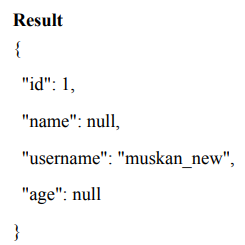 Result
{
"id": 1,
"name": null,
"username": "muskan_new",
"age": null
}